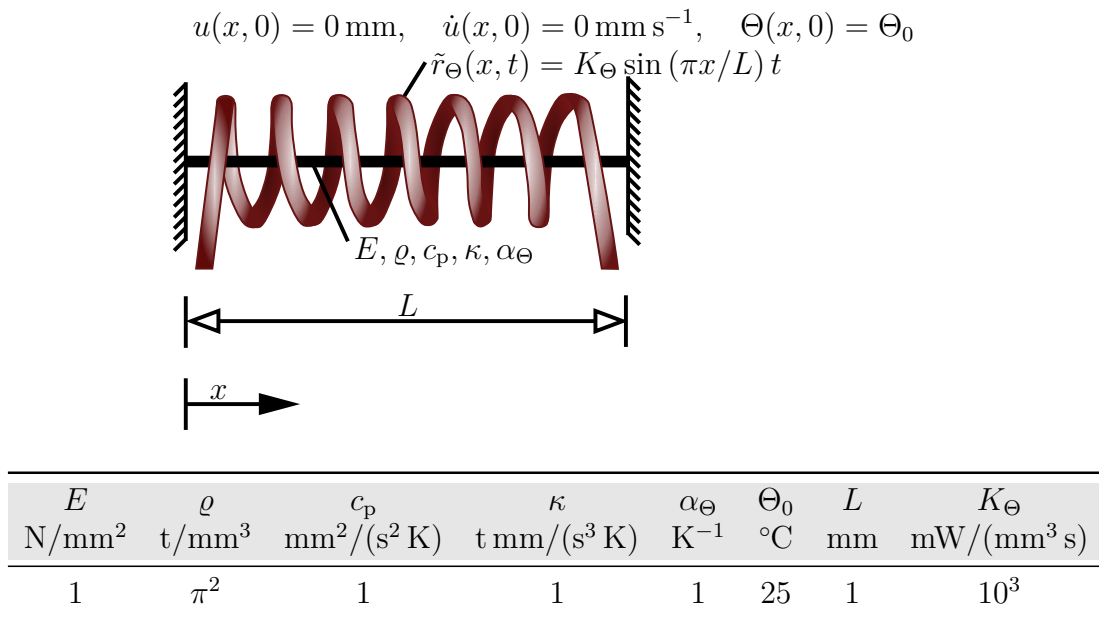 u(x, 0) = 0 mm, u̇(x, 0) = 0 mm s⁻¹, Θ(x, 0) = Θ₀
r̃_Θ(x, t) = K_Θ sin (πx/L) t
E, ϱ, c_p, κ, α_Θ
L
x
E ϱ c_p κ α_Θ Θ₀ L K_Θ
N/mm² t/mm³ mm²/(s² K) t mm/(s³ K) K⁻¹ °C mm mW/(mm³ s)
1 π² 1 1 1 25 1 10³